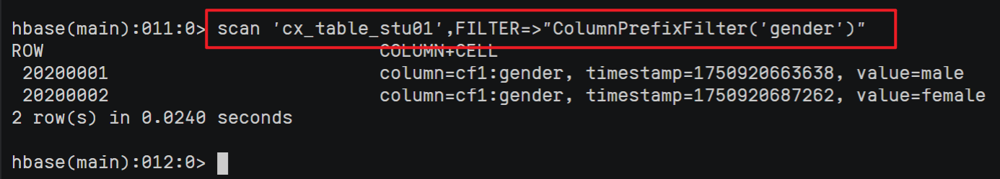 hbase(main):011:0> scan 'cx_table_stu01',FILTER=>"ColumnPrefixFilter('gender')"
ROW                              COLUMN+CELL
 20200001                        column=cf1:gender, timestamp=1750920663638, value=male
 20200002                        column=cf1:gender, timestamp=1750920687262, value=female
2 row(s) in 0.0240 seconds
hbase(main):012:0>